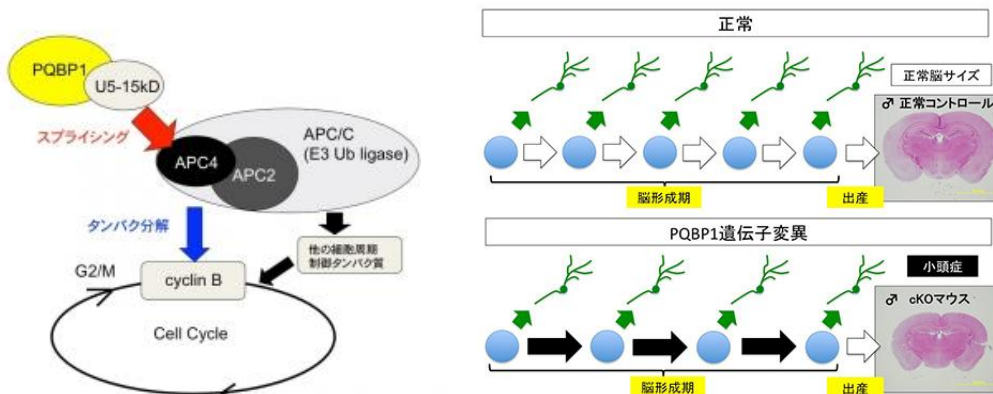 PQBP1
U5-15kD
スプライシング
APC/C
(E3 Ub ligase)
APC4
APC2
タンパク分解
他の細胞周期
制御タンパク質
G2/M
cyclin B
Cell Cycle
正常
正常脳サイズ
♂ 正常コントロール
脳形成期
出産
PQBP1遺伝子変異
小頭症
♂ cKOマウス
脳形成期
出産